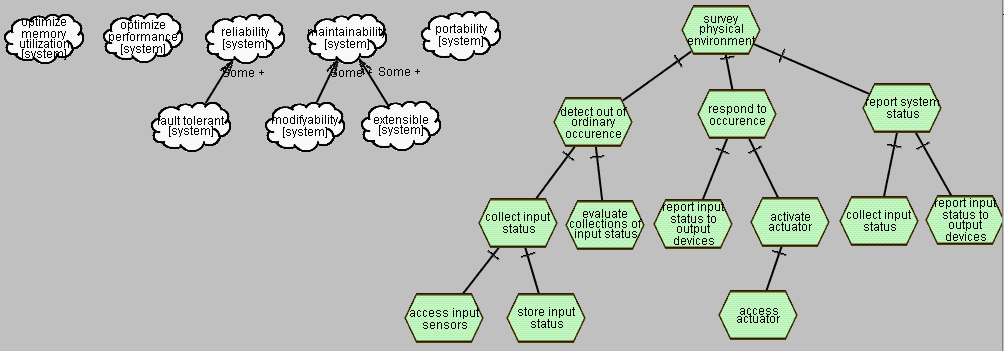 optimize
memory
utilization
[system]
optimize
performance
[system]
reliability
[system]
maintainability
[system]
portability
[system]
Some +
Some +
Some +
fault tolerant
[system]
modifyability
[system]
extensible
[system]
survey
physical
environment
detect out of
ordinary
occurence
respond to
occurence
report system
status
collect input
status
evaluate
collections of
input status
report input
status to
output
devices
activate
actuator
collect input
status
report input
status to
output
devices
access input
sensors
store input
status
access
actuator